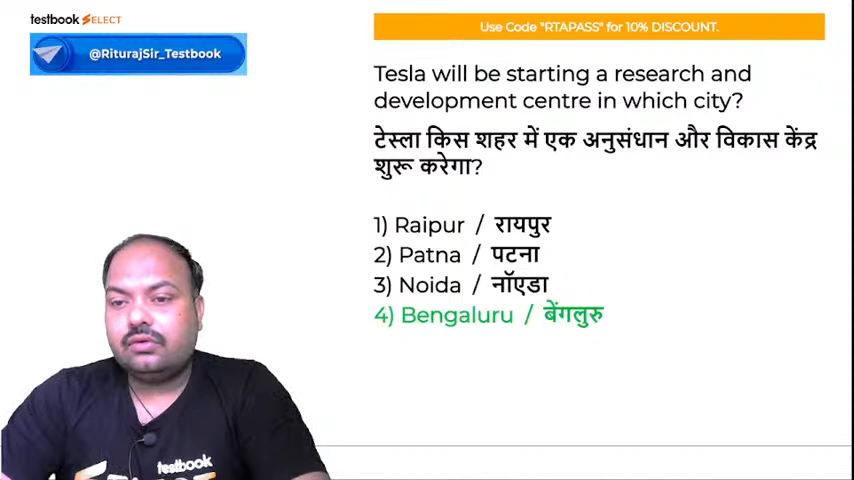 testbook SELECT
@RiturajSir_Testbook
Use Code "RTAPASS" for 10% DISCOUNT.
Tesla will be starting a research and
development centre in which city?
टेस्ला किस शहर में एक अनुसंधान और विकास केंद्र
शुरू करेगा?
1) Raipur / रायपुर
2) Patna / पटना
3) Noida / नॉएडा
4) Bengaluru / बेंगलुरु
testbook